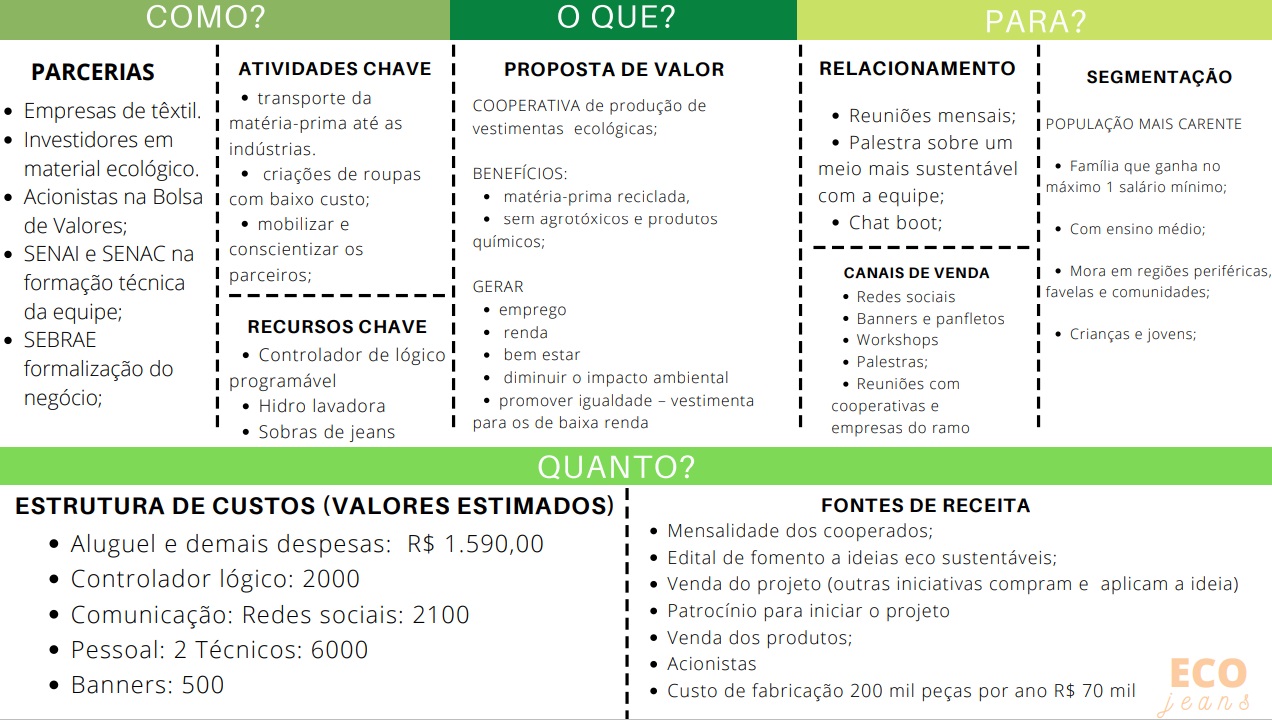 COMO?
PARCERIAS
• Empresas de têxtil.
• Investidores em
material ecológico.
• Acionistas na Bolsa
de Valores;
• SENAI e SENAC na
formação técnica
da equipe;
• SEBRAE
formalização do
negócio;
ATIVIDADES CHAVE
• transporte da
matéria-prima até as
indústrias.
• criações de roupas
com baixo custo;
• mobilizar e
conscientizar os
parceiros;
RECURSOS CHAVE
• Controlador de lógico
programável
• Hidro lavadora
• Sobras de jeans
O QUE?
PROPOSTA DE VALOR
COOPERATIVA de produção de
vestimentas ecológicas;
BENEFÍCIOS:
• matéria-prima reciclada,
• sem agrotóxicos e produtos
químicos;
GERAR
• emprego
• renda
• bem estar
• diminuir o impacto ambiental
• promover igualdade – vestimenta
para os de baixa renda
PARA?
RELACIONAMENTO
• Reuniões mensais;
• Palestra sobre um
meio mais sustentável
com a equipe;
• Chat boot;
CANAIS DE VENDA
• Redes sociais
• Banners e panfletos
• Workshops
• Palestras;
• Reuniões com
cooperativas e
empresas do ramo
SEGMENTAÇÃO
POPULAÇÃO MAIS CARENTE
• Família que ganha no
máximo 1 salário mínimo;
• Com ensino médio;
• Mora em regiões periféricas,
favelas e comunidades;
• Crianças e jovens;
QUANTO?
ESTRUTURA DE CUSTOS (VALORES ESTIMADOS)
• Aluguel e demais despesas: R$ 1.590,00
• Controlador lógico: 2000
• Comunicação: Redes sociais: 2100
• Pessoal: 2 Técnicos: 6000
• Banners: 500
FONTES DE RECEITA
• Mensalidade dos cooperados;
• Edital de fomento a ideias eco sustentáveis;
• Venda do projeto (outras iniciativas compram e aplicam a ideia)
• Patrocínio para iniciar o projeto
• Venda dos produtos;
• Acionistas
• Custo de fabricação 200 mil peças por ano R$ 70 mil
ECO
jeans